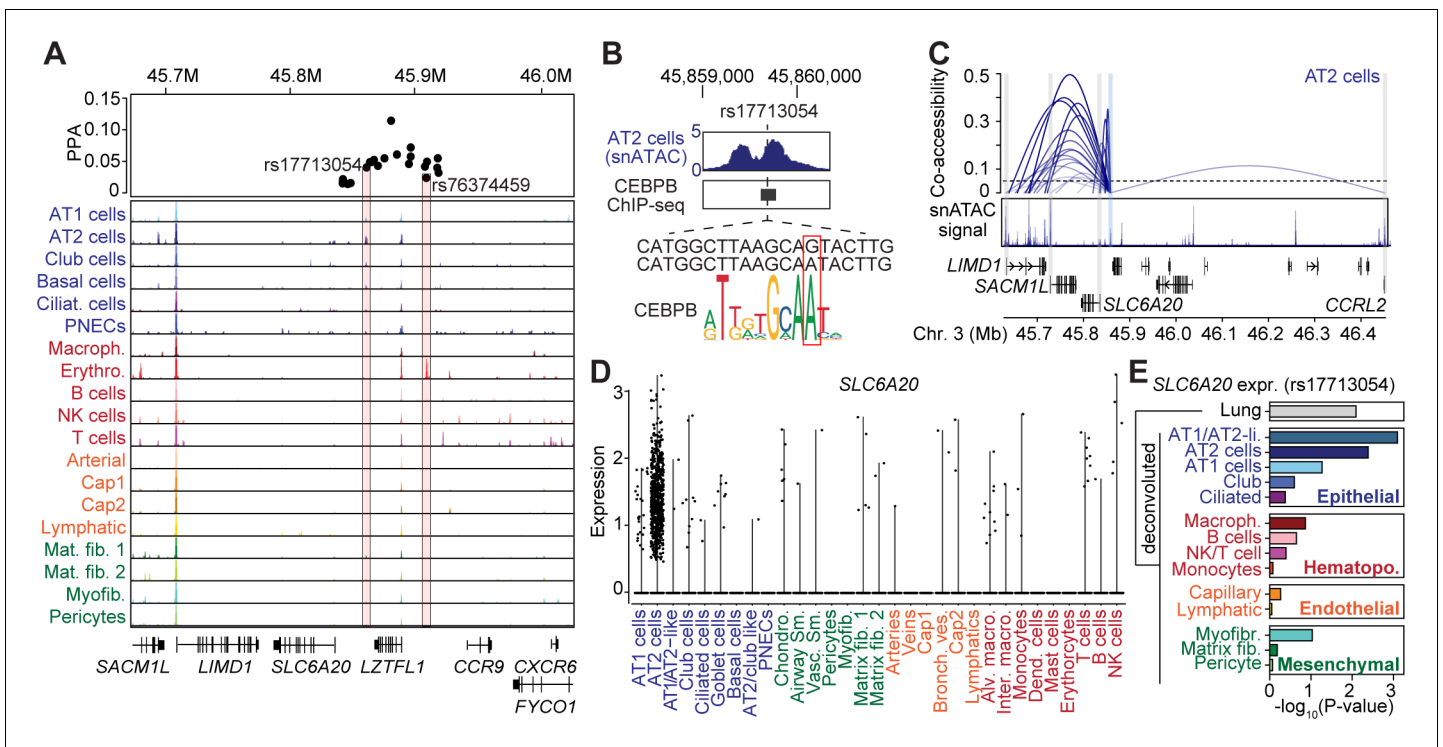 A
45.7M 45.8M 45.9M 46.0M
0.15
0.10
0.05
0
PPA
rs17713054
rs76374459
AT1 cells
AT2 cells
Club cells
Basal cells
Ciliat. cells
PNECs
Macroph.
Erythro.
B cells
NK cells
T cells
Arterial
Cap1
Cap2
Lymphatic
Mat. fib. 1
Mat. fib. 2
Myofib.
Pericytes
SACM1L LIMD1 SLC6A20 LZTFL1 CCR9 CXCR6
FYCO1
B
45,859,000 45,860,000
rs17713054
AT2 cells
(snATAC)
5
0
CEBPB
ChIP-seq
CATGGCTTAAGCAGTACTTG
CATGGCTTAAGCAATACTTG
CEBPB
C
AT2 cells
Co-accessibility
0.5
0.3
0.1
0
snATAC
signal
LIMD1
SACM1L
SLC6A20 CCRL2
Chr. 3 (Mb) 45.7 45.8 45.9 46.0 46.1 46.2 46.3 46.4
D
SLC6A20
Expression
3
2
1
0
AT1 cells
AT2 cells
AT1/AT2-like
Club cells
Ciliated cells
Goblet cells
Basal cells
AT2/club like
PNECs
Chondro.
Airway Sm.
Vasc. Sm.
Pericytes
Myofib.
Matrix fib. 1
Matrix fib. 2
Arteries
Veins
Cap1
Bronch. ves.
Cap2
Lymphatics
Alv. macro.
Inter. macro.
Monocytes
Dend. cells
Mast cells
Erythorcytes
T cells
B cells
NK cells
E
SLC6A20 expr. (rs17713054)
Lung
deconvoluted
AT1/AT2-li.
AT2 cells
AT1 cells
Club
Ciliated
Epithelial
Macroph.
B cells
NK/T cell
Monocytes
Hematopo.
Capillary
Lymphatic
Endothelial
Myofibr.
Matrix fib.
Pericyte
Mesenchymal
0 1 2 3
-log10(P-value)